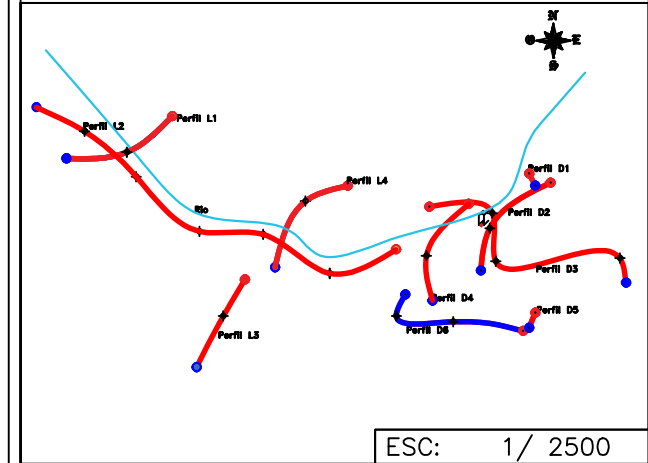 N
O E
S
Perfil L2
Perfil L1
Perfil D1
Perfil L4
Rio
Perfil D2
Perfil D3
Perfil D4
Perfil D5
Perfil D6
Perfil L3
ESC: 1/ 2500